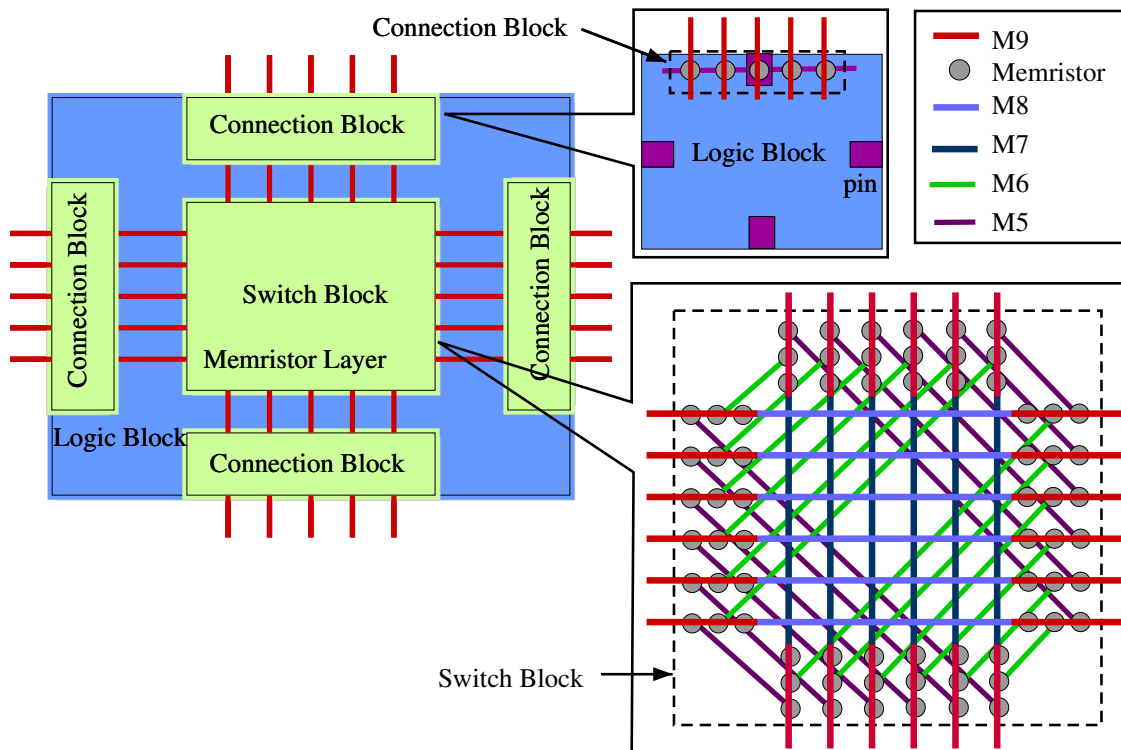 Connection Block
M9
Memristor
M8
M7
M6
M5
Logic Block
pin
Connection Block
Connection Block
Switch Block
Memristor Layer
Connection Block
Logic Block
Connection Block
Switch Block